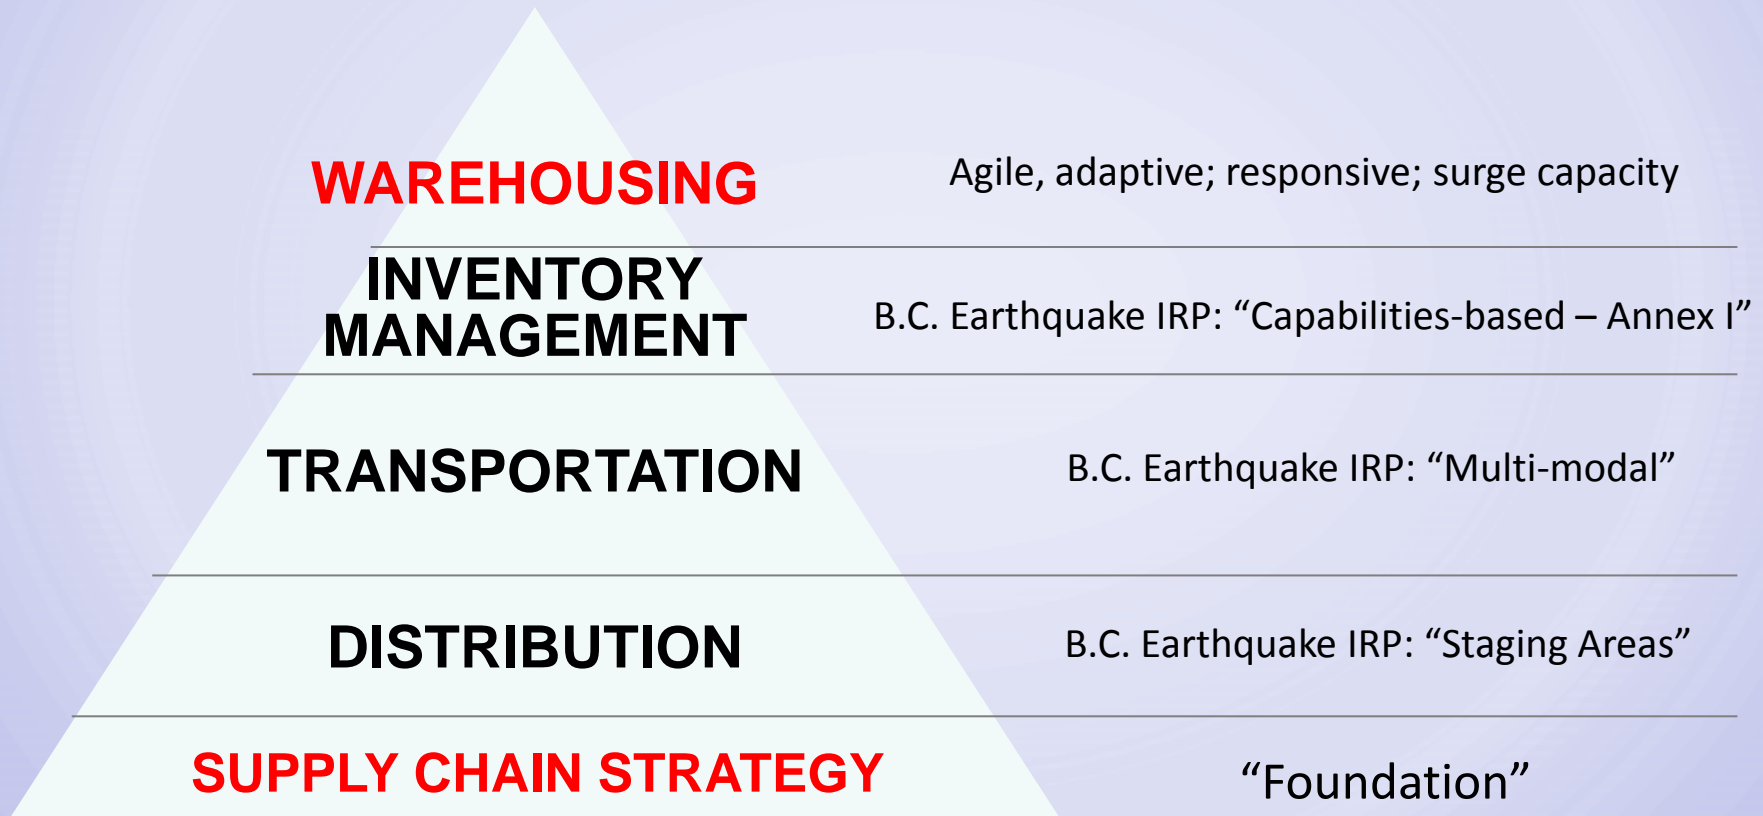 WAREHOUSING
Agile, adaptive; responsive; surge capacity
INVENTORY
MANAGEMENT
B.C. Earthquake IRP: “Capabilities-based – Annex I”
TRANSPORTATION
B.C. Earthquake IRP: “Multi-modal”
DISTRIBUTION
B.C. Earthquake IRP: “Staging Areas”
SUPPLY CHAIN STRATEGY
“Foundation”